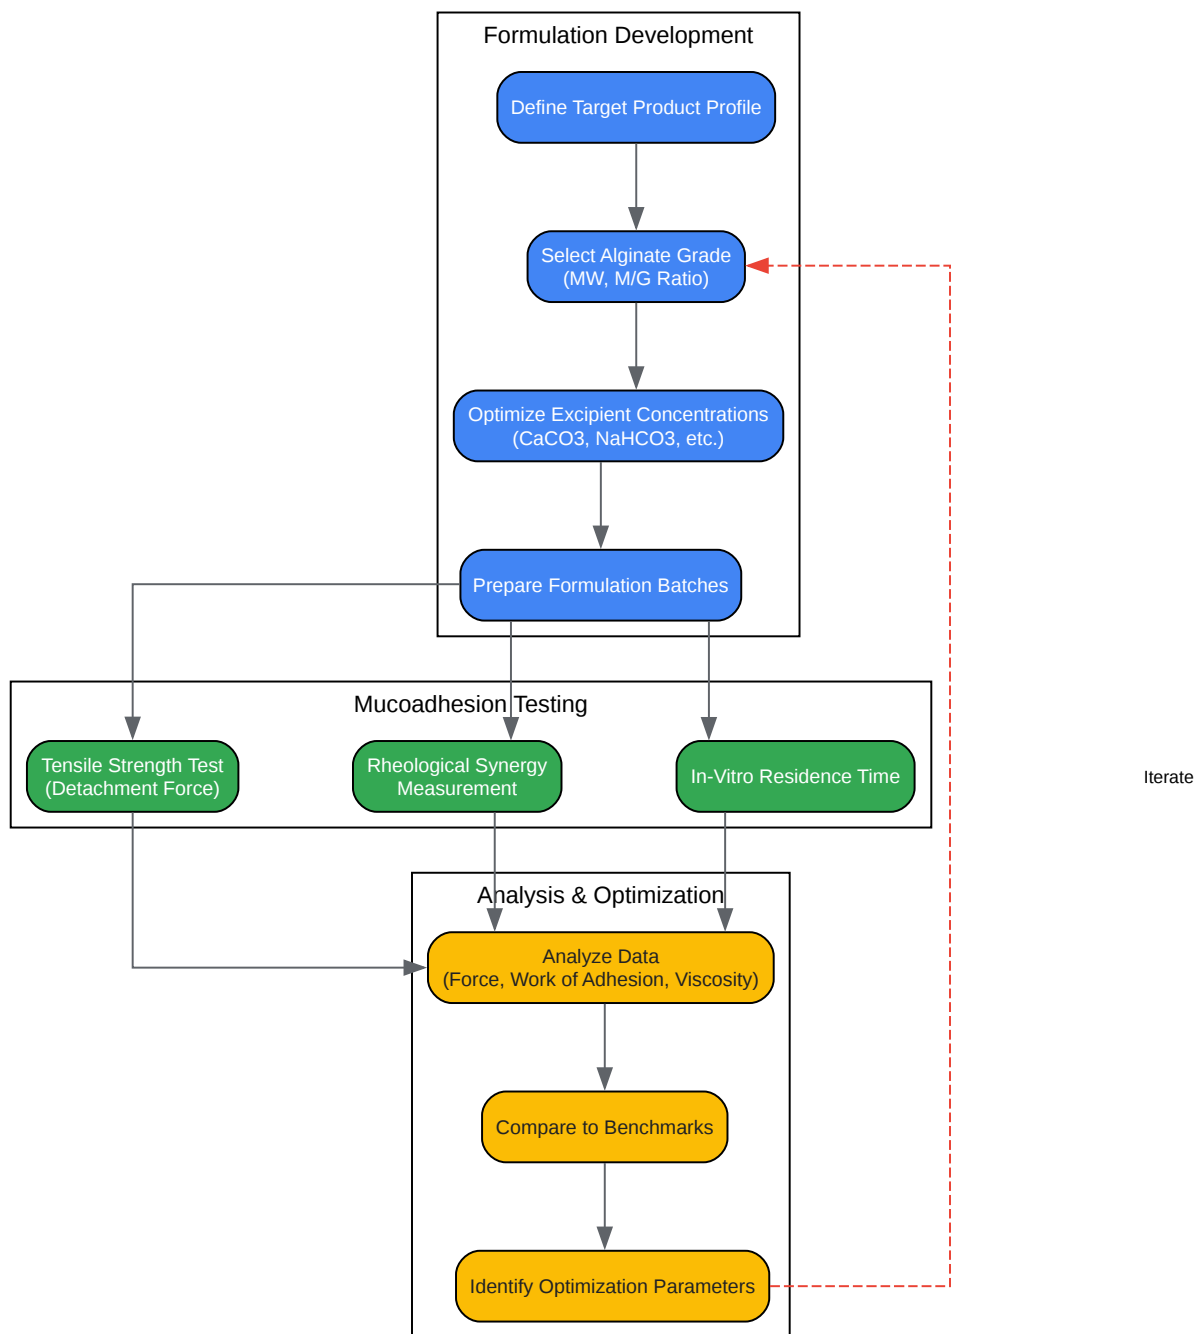 Formulation Development
Define Target Product Profile
Select Alginate Grade
(MW, M/G Ratio)
Optimize Excipient Concentrations
(CaCO3, NaHCO3, etc.)
Prepare Formulation Batches
Mucoadhesion Testing
Tensile Strength Test
(Detachment Force)
Rheological Synergy
Measurement
In-Vitro Residence Time
Iterate
Analysis & Optimization
Analyze Data
(Force, Work of Adhesion, Viscosity)
Compare to Benchmarks
Identify Optimization Parameters